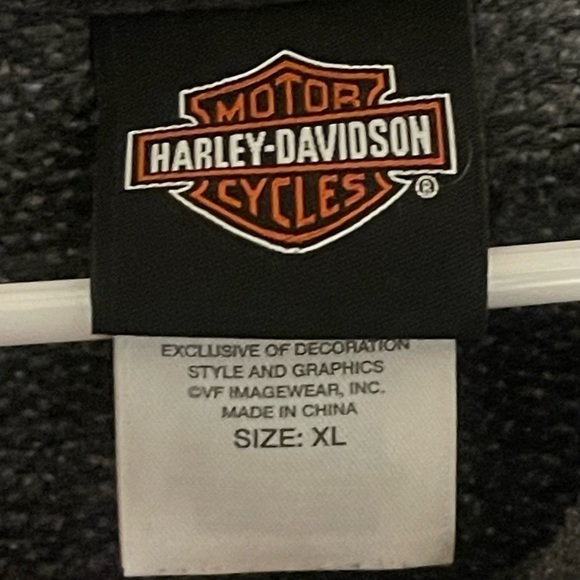 MOTOR
HARLEY-DAVIDSON
CYCLES
®
EXCLUSIVE OF DECORATION
STYLE AND GRAPHICS
©VF IMAGEWEAR, INC.
MADE IN CHINA
SIZE: XL